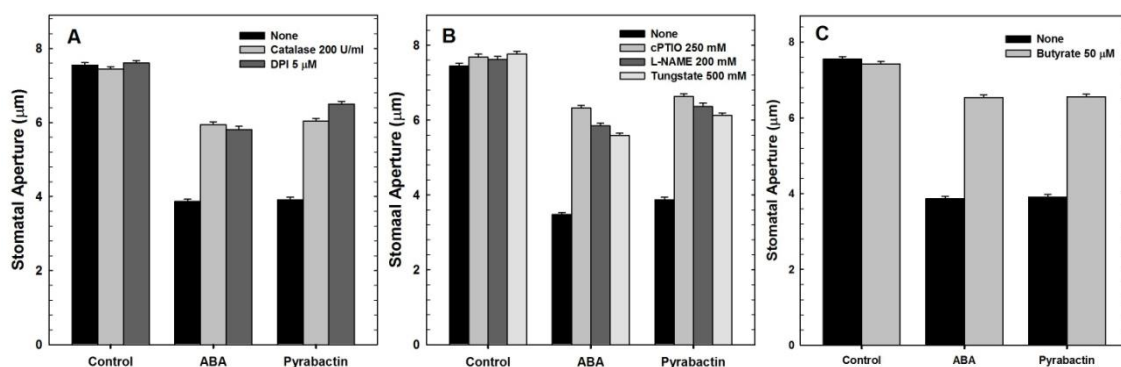 A
None
Catalase 200 U/ml
DPI 5 μM
Stomatal Aperture (μm)
8
6
4
2
0
Control ABA Pyrabactin
B
None
cPTIO 250 mM
L-NAME 200 mM
Tungstate 500 mM
Stomaal Aperture (μm)
8
6
4
2
0
Control ABA Pyrabactin
C
None
Butyrate 50 μM
Stomatal Aperture (μm)
8
6
4
2
0
Control ABA Pyrabactin